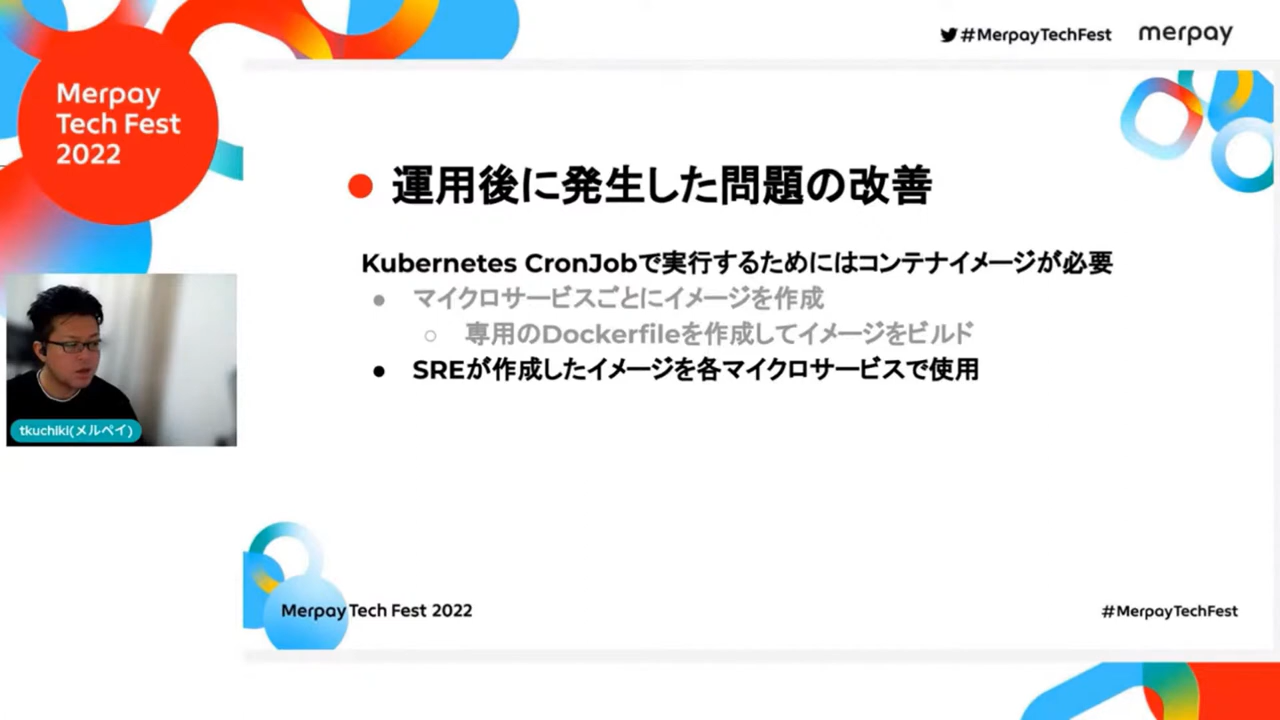 #MerpayTechFest
merpay
Merpay
Tech Fest
2022
運用後に発生した問題の改善
Kubernetes CronJobで実行するためにはコンテナイメージが必要
マイクロサービスごとにイメージを作成
専用のDockerfileを作成してイメージをビルド
SREが作成したイメージを各マイクロサービスで使用
tkuchiki(メルペイ)
Merpay Tech Fest 2022
#MerpayTechFest